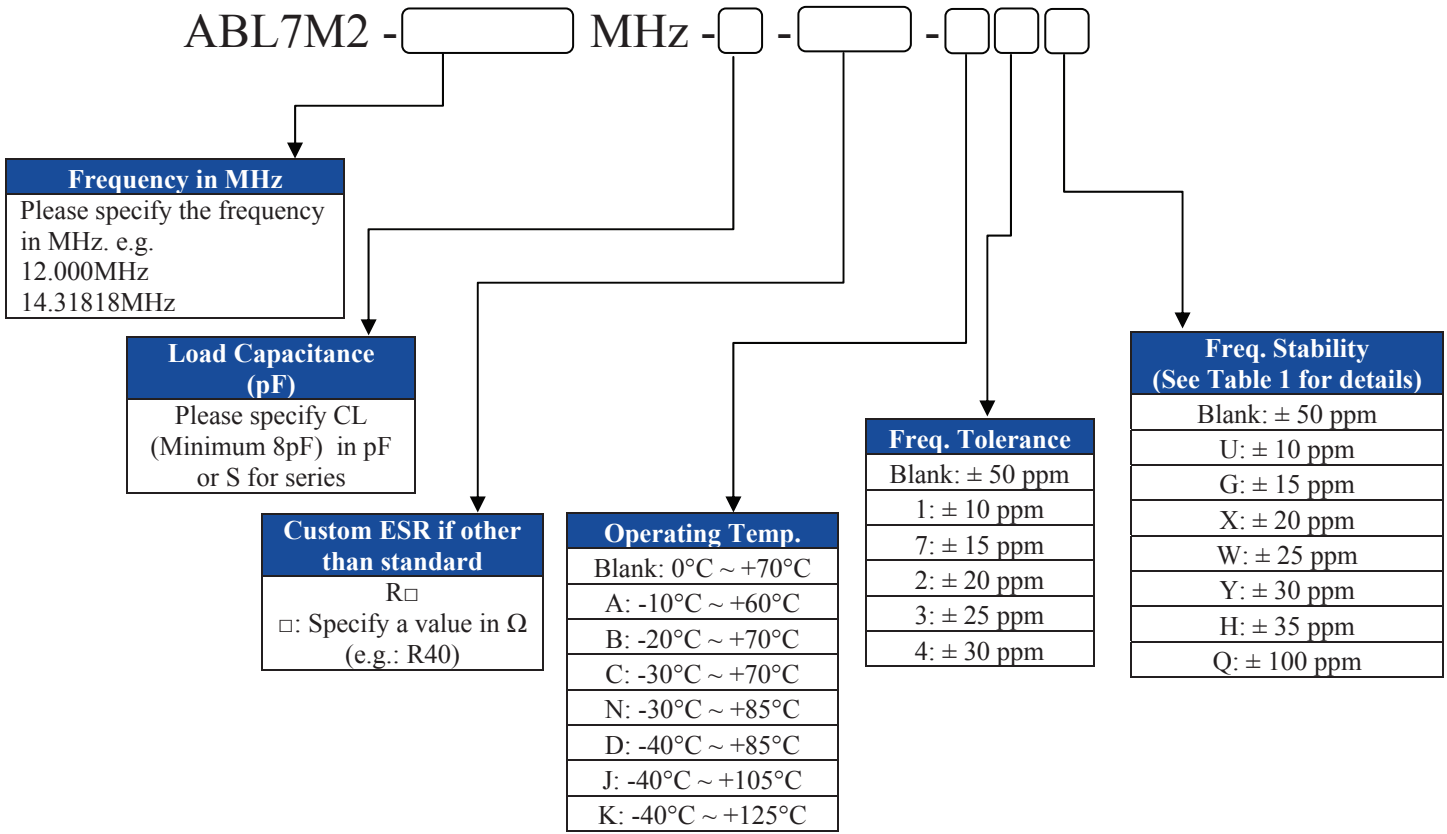 ABL7M2 - MHz - - -
Frequency in MHz
Please specify the frequency
in MHz. e.g.
12.000MHz
14.31818MHz
Load Capacitance
(pF)
Please specify CL
(Minimum 8pF) in pF
or S for series
Custom ESR if other
than standard
R□
□: Specify a value in Ω
(e.g.: R40)
Operating Temp.
Blank: 0°C ~ +70°C
A: -10°C ~ +60°C
B: -20°C ~ +70°C
C: -30°C ~ +70°C
N: -30°C ~ +85°C
D: -40°C ~ +85°C
J: -40°C ~ +105°C
K: -40°C ~ +125°C
Freq. Tolerance
Blank: ± 50 ppm
1: ± 10 ppm
7: ± 15 ppm
2: ± 20 ppm
3: ± 25 ppm
4: ± 30 ppm
Freq. Stability
(See Table 1 for details)
Blank: ± 50 ppm
U: ± 10 ppm
G: ± 15 ppm
X: ± 20 ppm
W: ± 25 ppm
Y: ± 30 ppm
H: ± 35 ppm
Q: ± 100 ppm